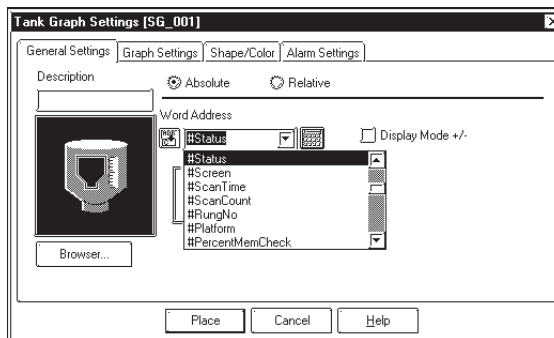 Tank Graph Settings [SG_001]
General Settings Graph Settings Shape/Color Alarm Settings
Description
Absolute Relative
Word Address
#Status
Display Mode +/-
#Status
#Screen
#ScanTime
#ScanCount
#RungNo
#Platform
#PercentMemCheck
Browser...
Place Cancel Help